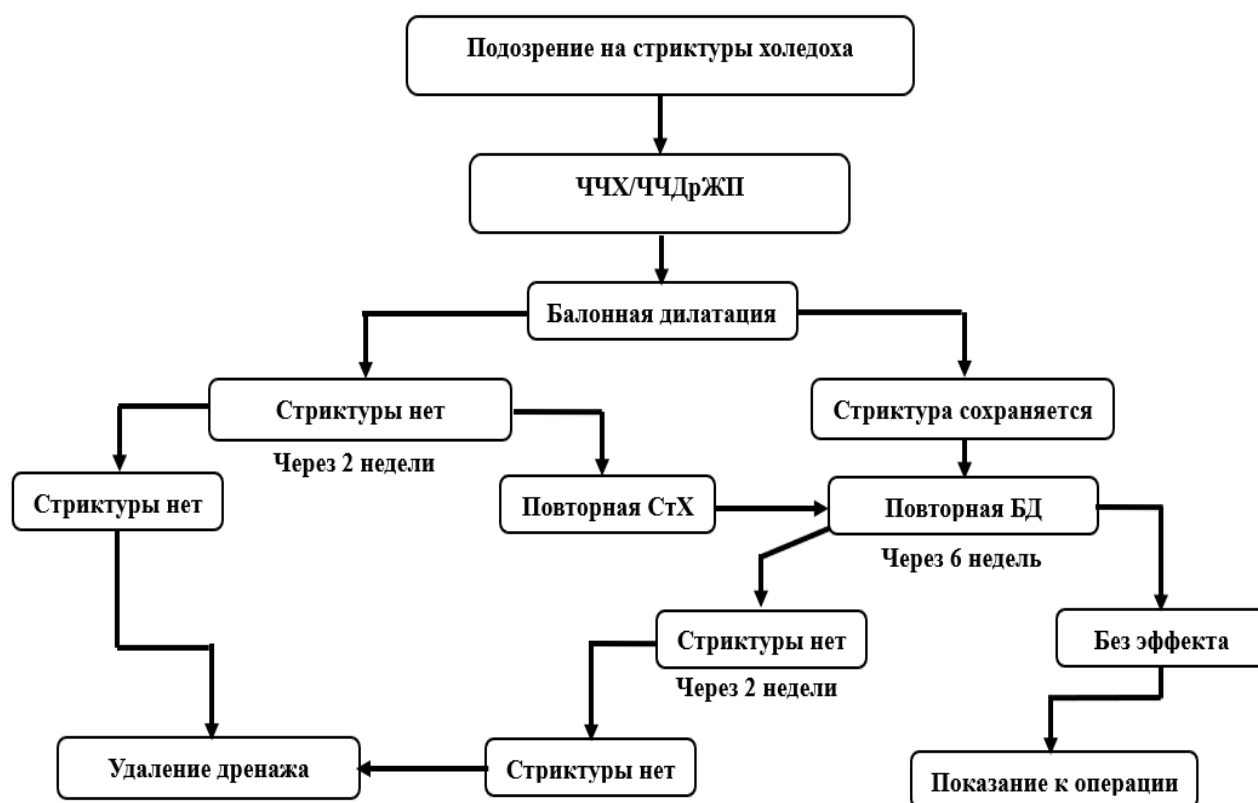 Подозрение на стриктуры холедоха
ЧЧХ/ЧЧДрЖП
Балонная дилатация
Стриктуры нет
Стриктура сохраняется
Через 2 недели
Стриктуры нет
Повторная СтХ
Повторная БД
Через 6 недель
Стриктуры нет
Без эффекта
Через 2 недели
Удаление дренажа
Стриктуры нет
Показание к операции